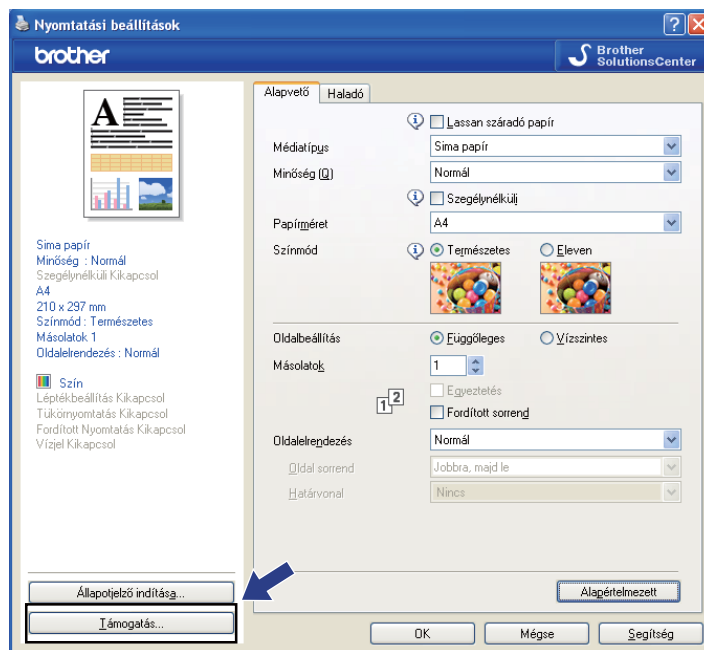 Nyomtatási beállítások
brother
Brother
SolutionsCenter
A
Sima papír
Minőség : Normál
Szegélynélküli Kikapcsol
A4
210 x 297 mm
Színmód : Természetes
Másolatok 1
Oldalelrendezés : Normál
Szín
Léptékbeállítás Kikapcsol
Tükörnyomtatás Kikapcsol
Fordított Nyomtatás Kikapcsol
Vízjel Kikapcsol
Állapotjelző indítása...
Támogatás...
Alapvető Haladó
Lassan száradó papír
Médiatípus Sima papír
Minőség (Q) Normál
Szegélynélkülj
Papírméret A4
Színmód Természetes Eleven
Oldalbeállítás Függőleges Vízszintes
Másolatok 1
Egyeztetés
12 Fordított sorrend
Oldalelrendezés Normál
Oldal sorrend Jobbra, majd le
Határvonal Nincs
Alapértelmezett
OK Mégse Segítség